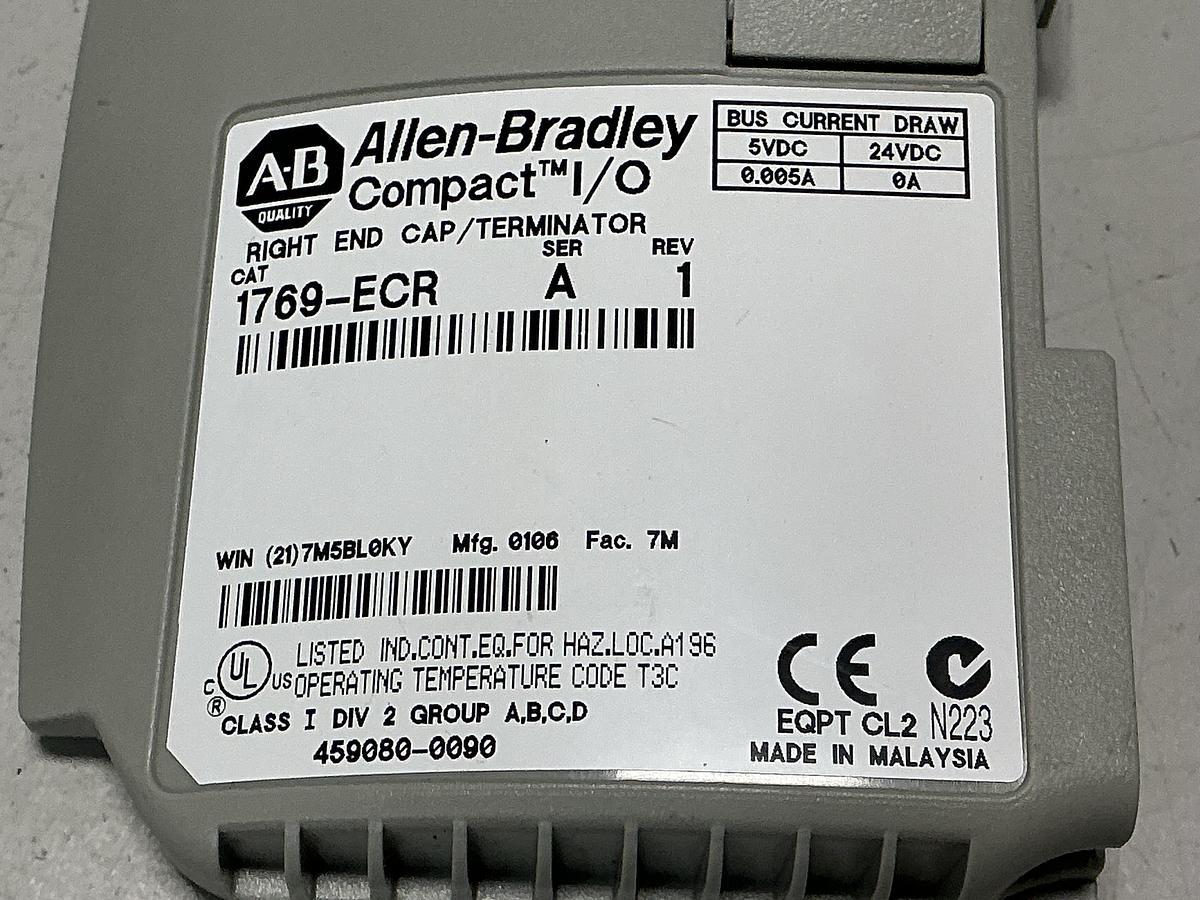 A-B
QUALITY
Allen-Bradley
Compact™ I/O
BUS CURRENT DRAW
5VDC 24VDC
0.005A 0A
RIGHT END CAP/TERMINATOR
CAT SER REV
1769-ECR A 1
WIN (21)7M5BL0KY Mfg. 0106 Fac. 7M
C UL US ®
LISTED IND.CONT.EQ.FOR HAZ.LOC.A196
OPERATING TEMPERATURE CODE T3C
CLASS I DIV 2 GROUP A,B,C,D
459080-0090
CE
EQPT CL2 N223
MADE IN MALAYSIA